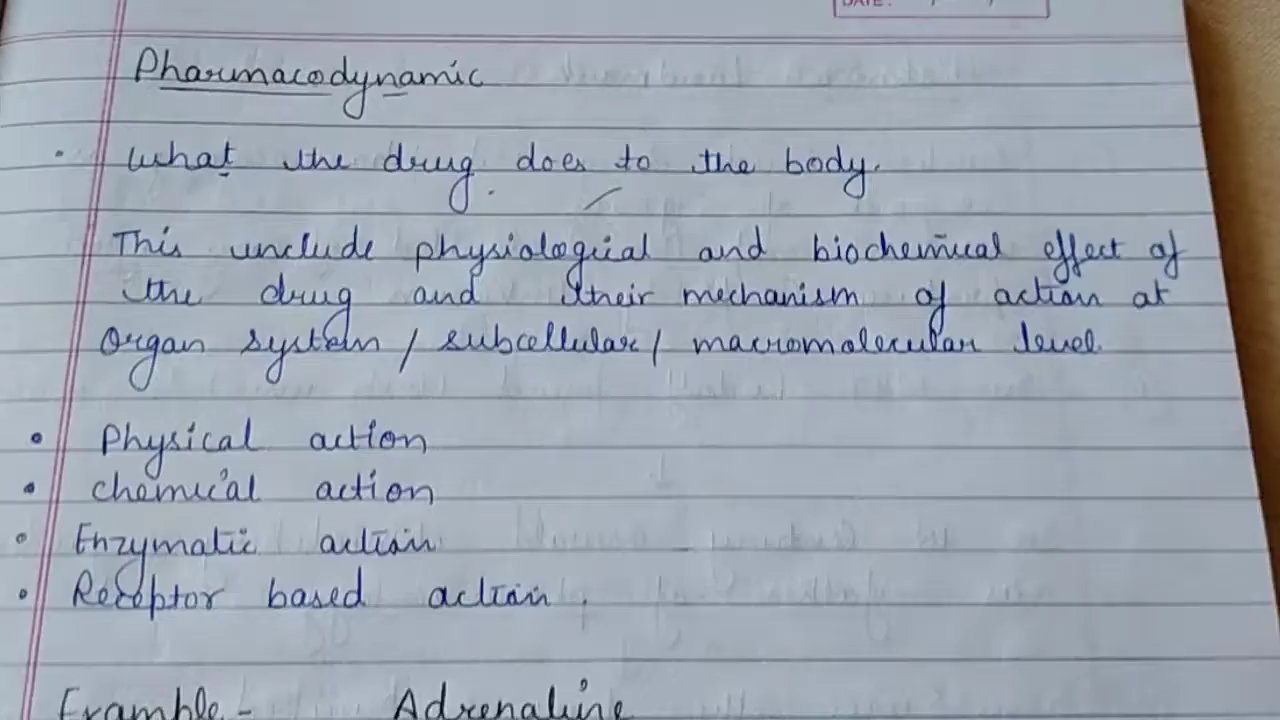 DATE:
Pharmacodynamic
• What the drug does to the body.
This include physiological and biochemical effect of
the drug and their mechanism of action at
Organ system / subcellular / macromolecular level.
• Physical action
• chemical action
• Enzymatic action
• Receptor based action.
Example - Adrenaline